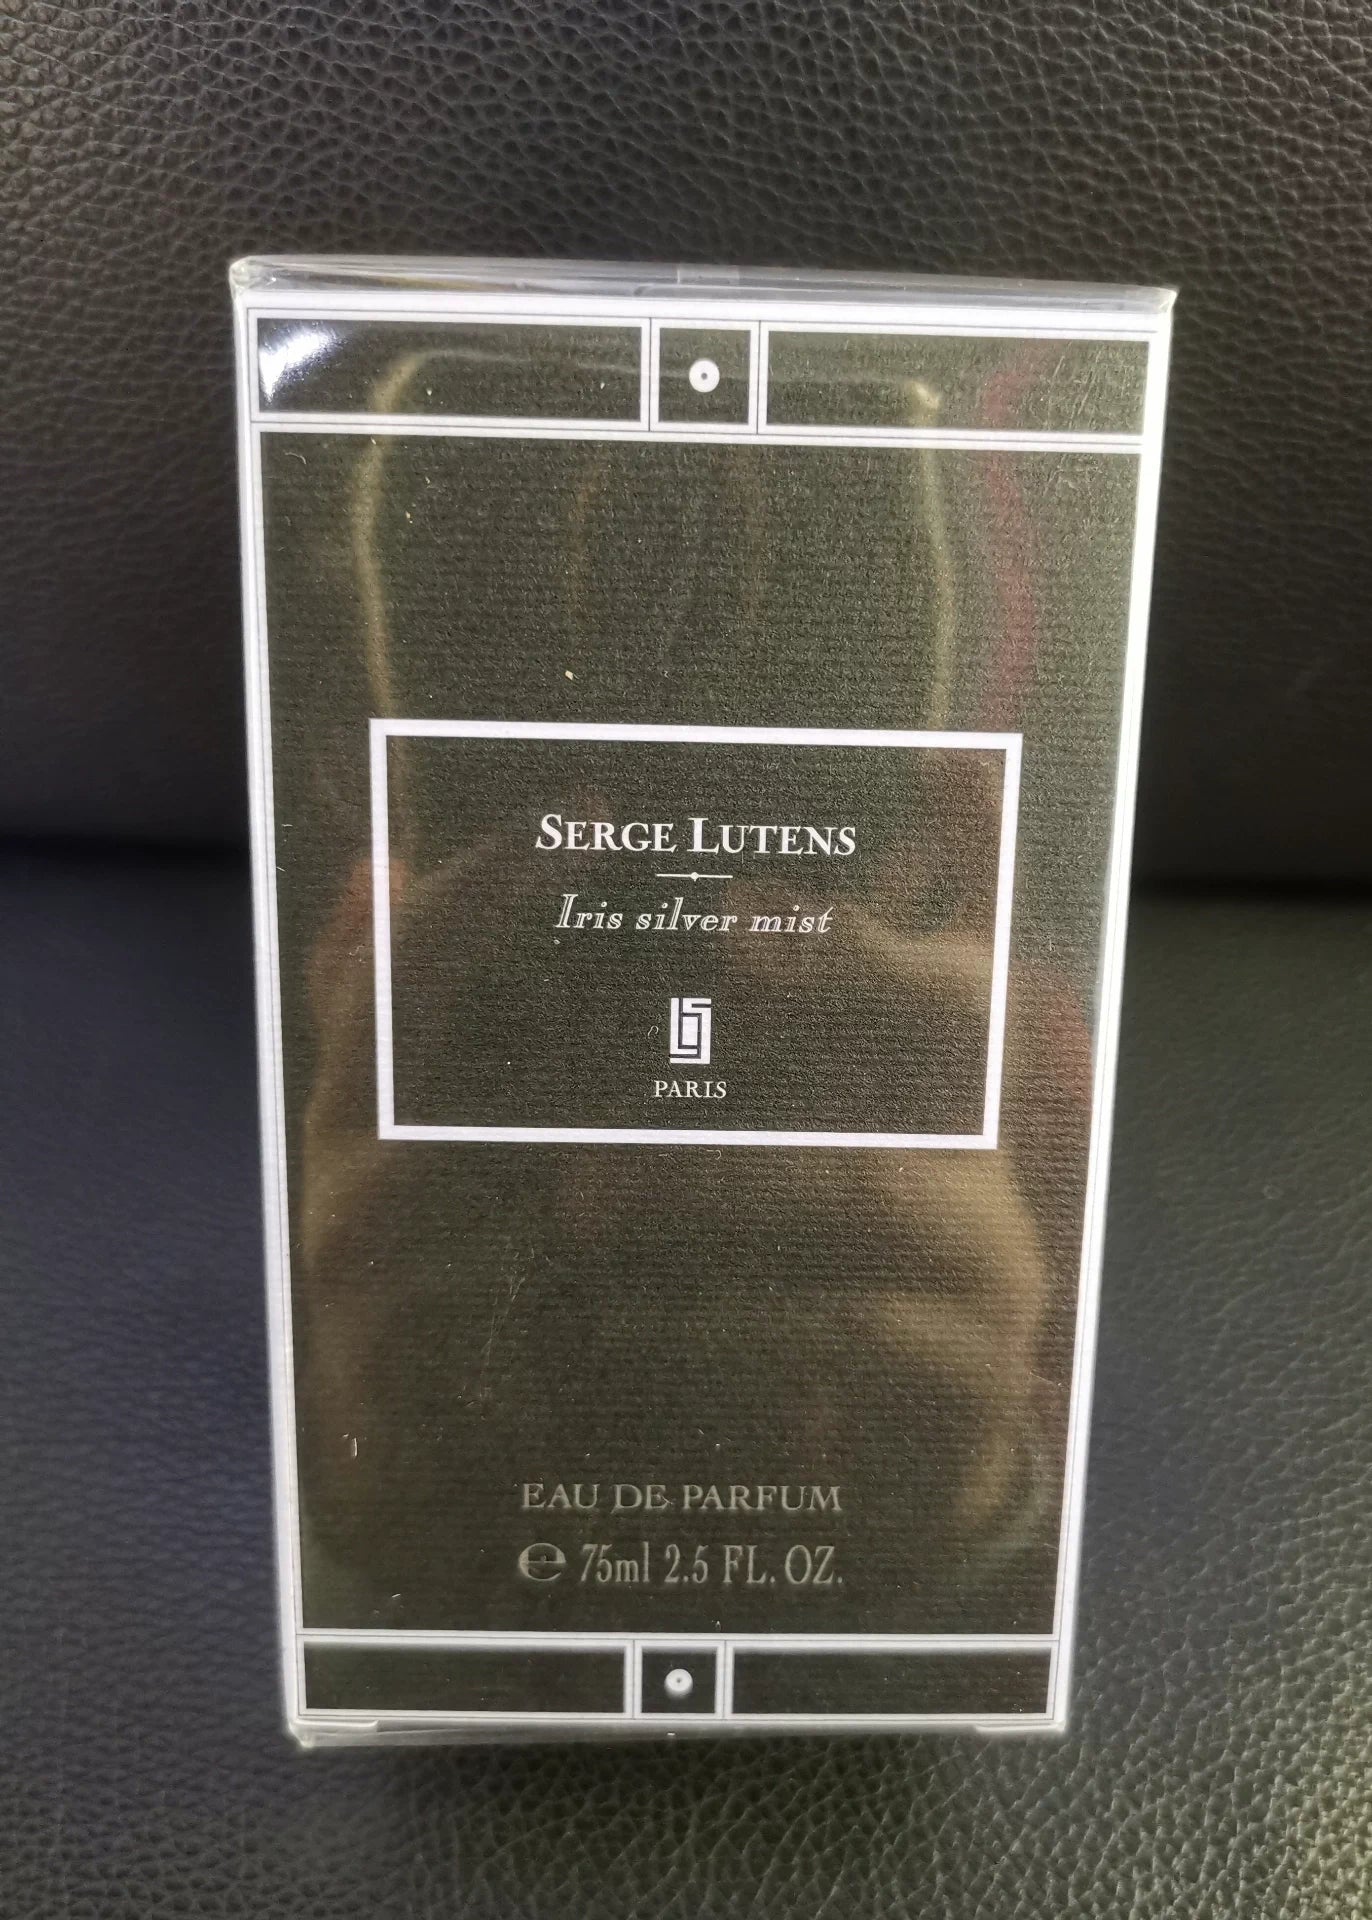 SERGE LUTENS
Iris silver mist
PARIS
EAU DE PARFUM
℮ 75ml 2.5 FL. OZ.